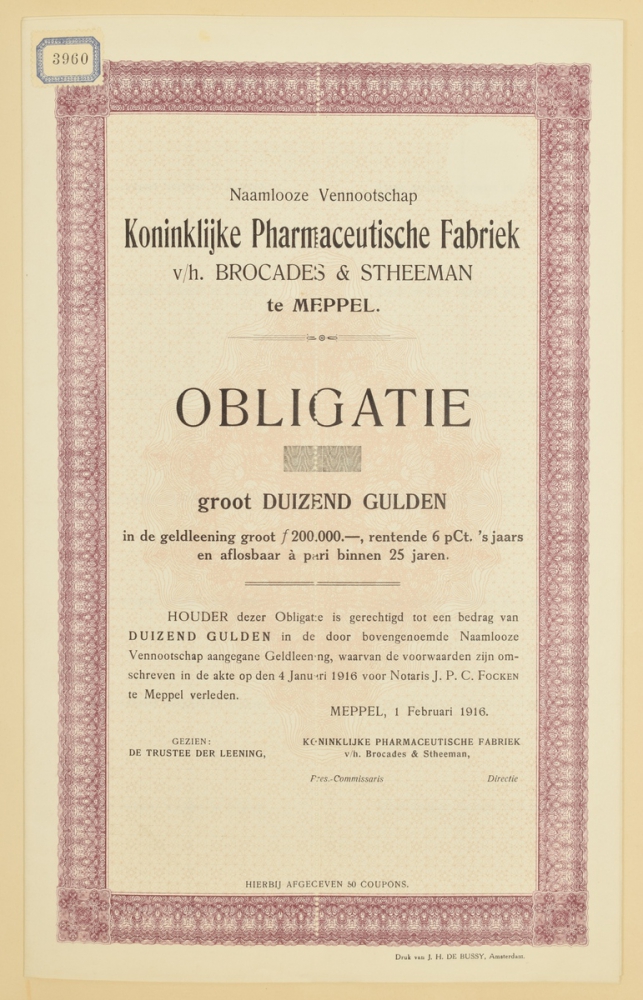 3960
Naamlooze Vennootschap
Koninklijke Pharmaceutische Fabriek
v/h. BROCADES & STHEEMAN
te MEPPEL.
OBLIGATIE
groot DUIZEND GULDEN
in de geldleening groot ƒ 200.000.—, rentende 6 pCt. 's jaars
en aflosbaar à pari binnen 25 jaren.
HOUDER dezer Obligatie is gerechtigd tot een bedrag van
DUIZEND GULDEN in de door bovengenoemde Naamlooze
Vennootschap aangegane Geldleening, waarvan de voorwaarden zijn om-
schreven in de akte op den 4 Januari 1916 voor Notaris J. P. C. FOCKEN
te Meppel verleden.
MEPPEL, 1 Februari 1916.
GEZIEN:
DE TRUSTEE DER LEENING,
KONINKLIJKE PHARMACEUTISCHE FABRIEK
v/h. Brocades & Stheeman,
Pres.-Commissaris Directie
HIERBIJ AFGEGEVEN 50 COUPONS.
Druk van J. H. DE BUSSY, Amsterdam.